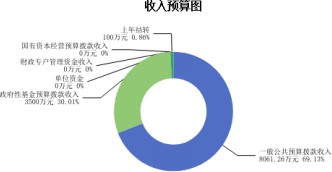 收入预算图
上年结转
100万元 0.86%
国有资本经营预算拨款收入
0万元 0%
财政专户管理资金收入
0万元 0%
单位资金
0万元 0%
政府性基金预算拨款收入
3500万元 30.01%
一般公共预算拨款收入
8061.26万元 69.13%